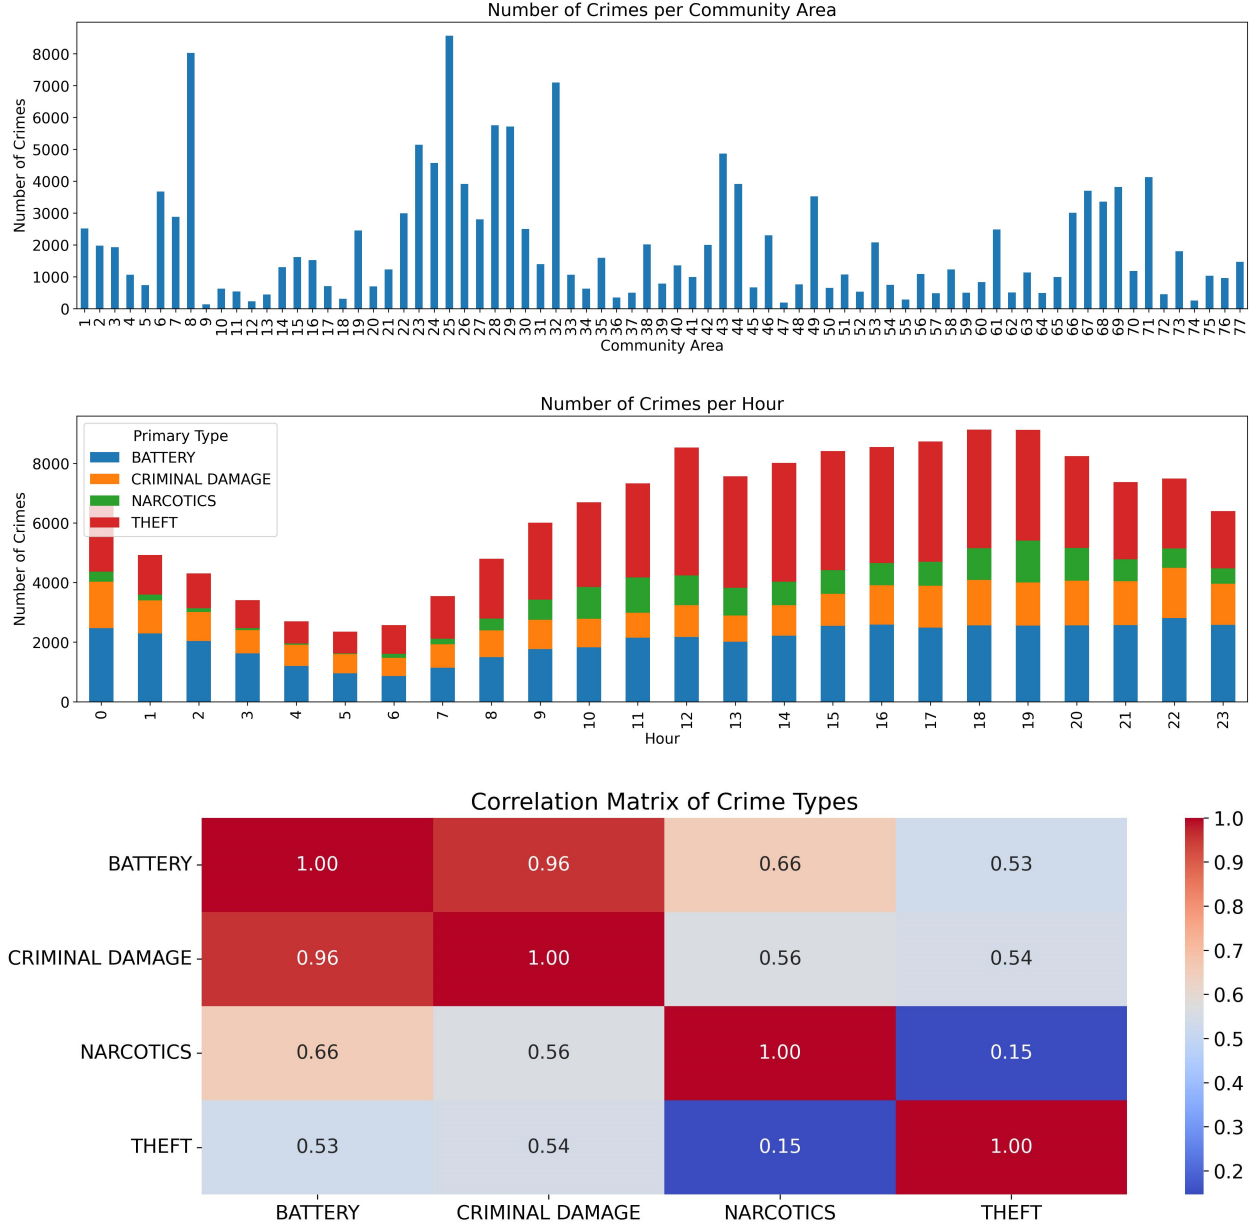 Number of Crimes per Community Area
Number of Crimes
8000
7000
6000
5000
4000
3000
2000
1000
0
1 2 3 4 5 6 7 8 9 10 11 12 13 14 15 16 17 18 19 20 21 22 23 24 25 26 27 28 29 30 31 32 33 34 35 36 37 38 39 40 41 42 43 44 45 46 47 48 49 50 51 52 53 54 55 56 57 58 59 60 61 62 63 64 65 66 67 68 69 70 71 72 73 74 75 76 77
Community Area
Number of Crimes per Hour
Number of Crimes
8000
6000
4000
2000
0
Primary Type
BATTERY
CRIMINAL DAMAGE
NARCOTICS
THEFT
0 1 2 3 4 5 6 7 8 9 10 11 12 13 14 15 16 17 18 19 20 21 22 23
Hour
Correlation Matrix of Crime Types
BATTERY 1.00 0.96 0.66 0.53
CRIMINAL DAMAGE 0.96 1.00 0.56 0.54
NARCOTICS 0.66 0.56 1.00 0.15
THEFT 0.53 0.54 0.15 1.00
BATTERY CRIMINAL DAMAGE NARCOTICS THEFT
1.0
0.9
0.8
0.7
0.6
0.5
0.4
0.3
0.2